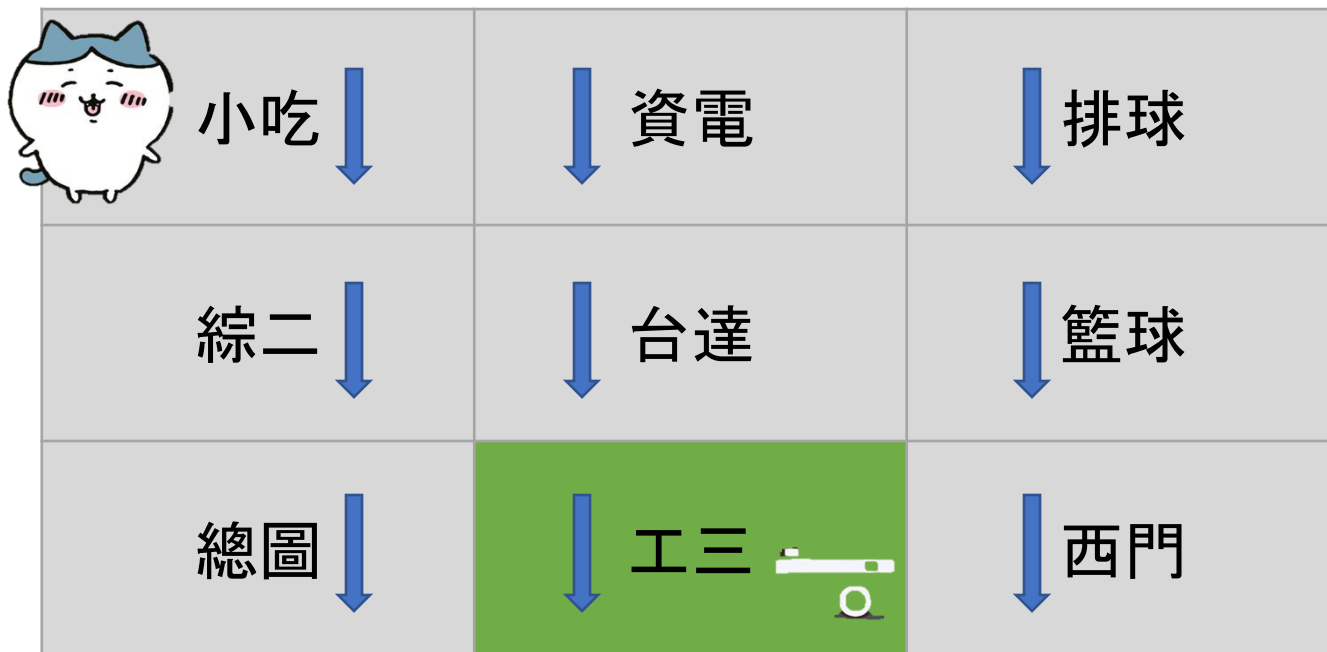 小吃
資電
排球
綜二
台達
籃球
總圖
工三
西門